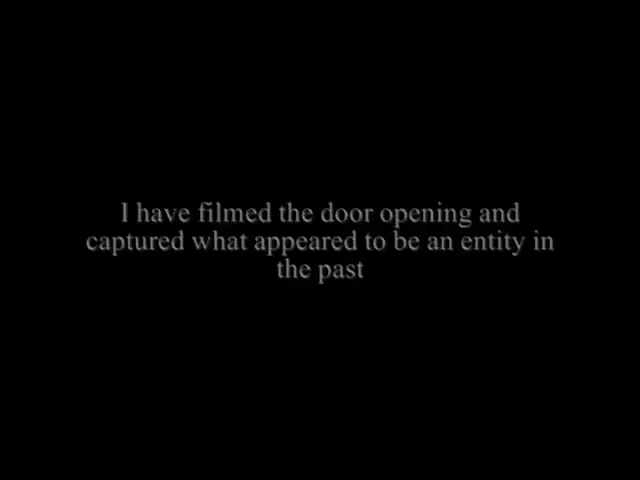 I have filmed the door opening and
captured what appeared to be an entity in
the past